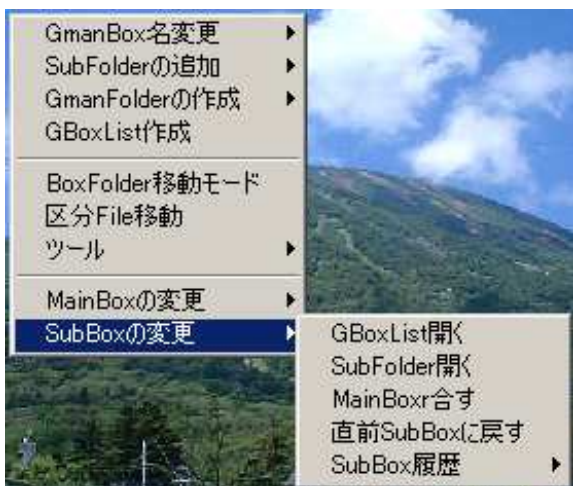 GmanBox名変更
SubFolderの追加
GmanFolderの作成
GBoxList作成
BoxFolder移動モード
区分File移動
ツール
MainBoxの変更
SubBoxの変更
GBoxList開く
SubFolder開く
MainBoxr合す
直前SubBoxに戻す
SubBox履歴